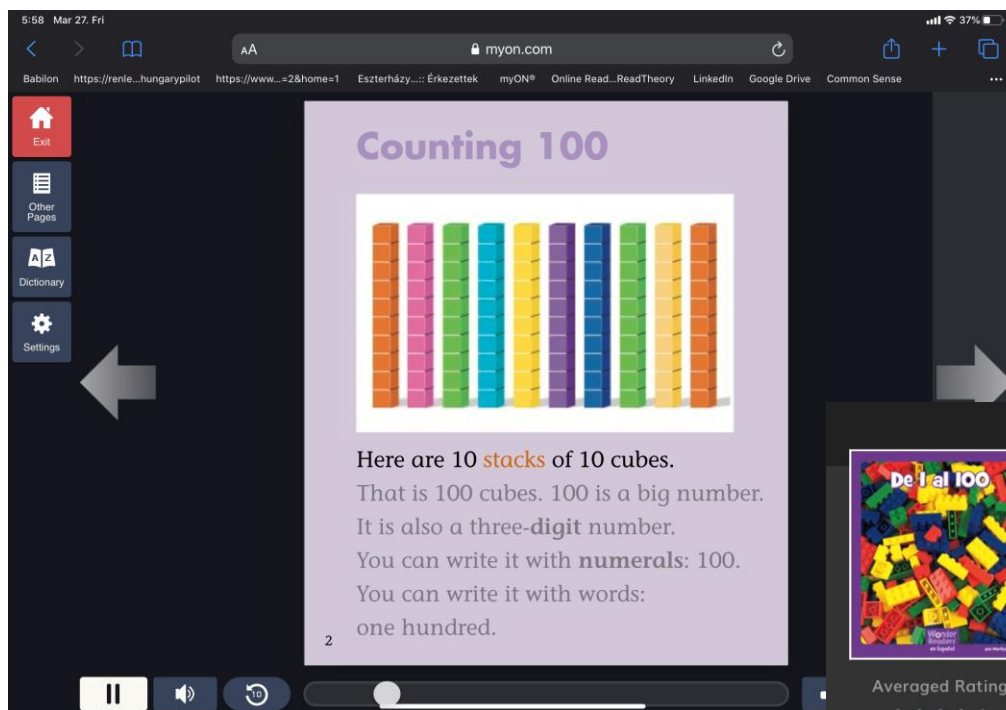 5:58 Mar 27. Fri
37%
AA
myon.com
Babilon https://renle...hungarypilot https://www...=2&home=1 Eszterházy...:: Érkezettek myON® Online Read...ReadTheory LinkedIn Google Drive Common Sense
Exit
Other
Pages
A Z
Dictionary
Settings
Counting 100
Here are 10 stacks of 10 cubes.
That is 100 cubes. 100 is a big number.
It is also a three-digit number.
You can write it with numerals: 100.
You can write it with words:
one hundred.
2
10
De 1 al 100
Wonder
Readers
en Español
Averaged Rating